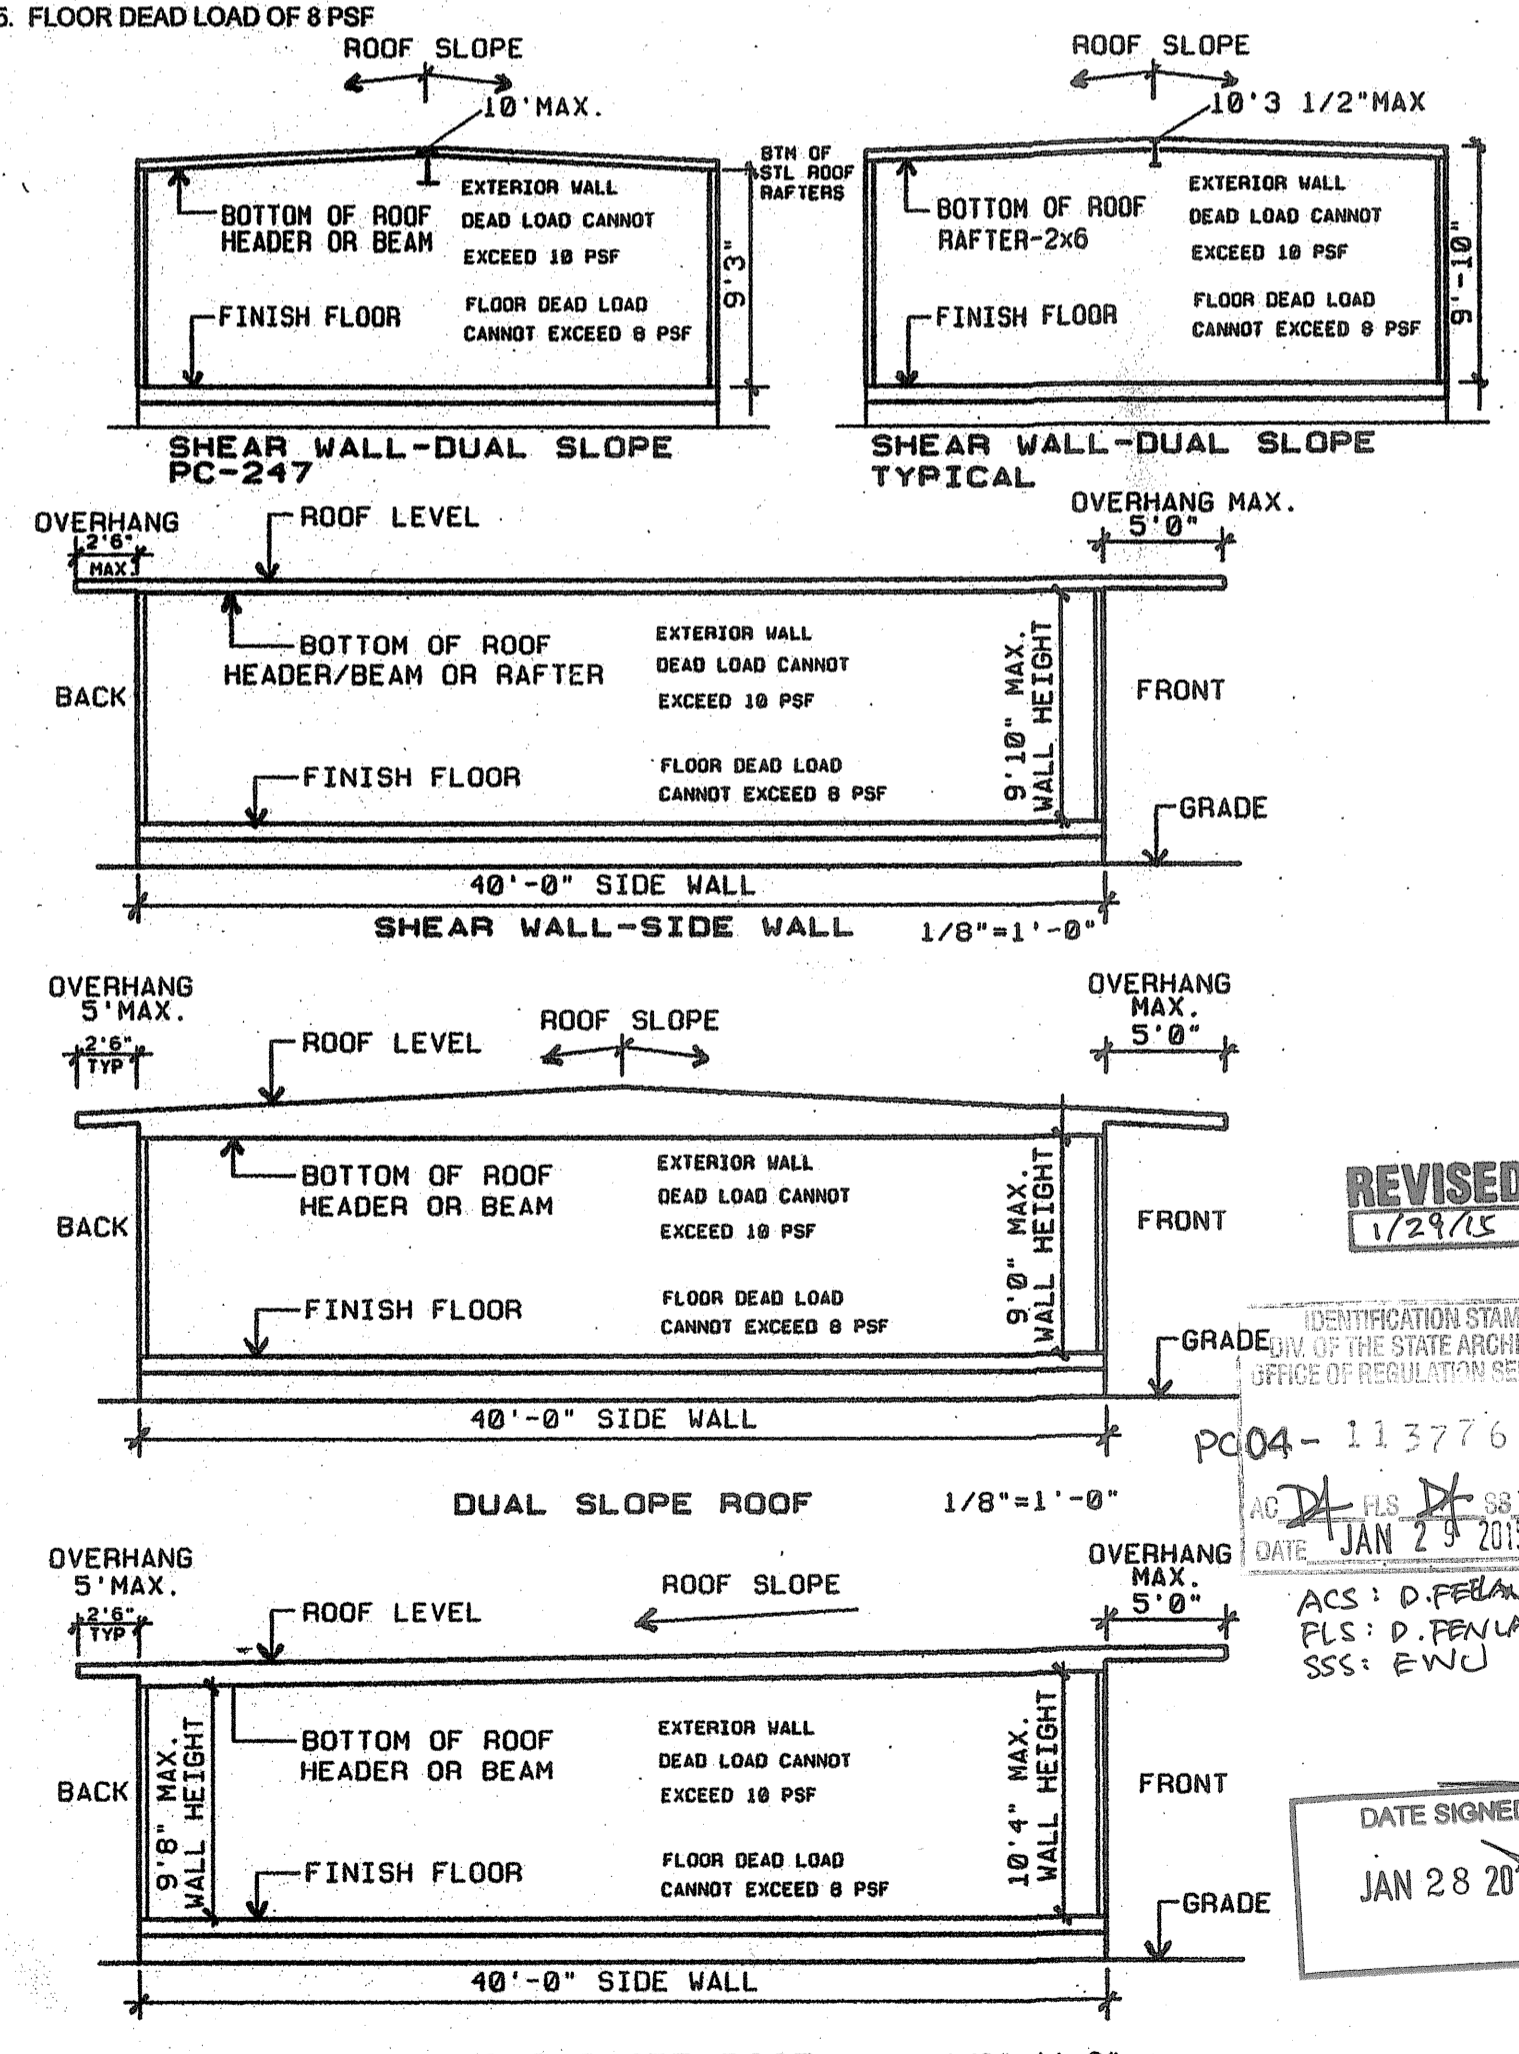 5. FLOOR DEAD LOAD OF 8 PSF
ROOF SLOPE
10'MAX.
BTM OF
STL ROOF
RAFTERS
EXTERIOR WALL
DEAD LOAD CANNOT
EXCEED 10 PSF
BOTTOM OF ROOF
HEADER OR BEAM
9'3"
FINISH FLOOR
FLOOR DEAD LOAD
CANNOT EXCEED 8 PSF
SHEAR WALL-DUAL SLOPE
PC-247
ROOF SLOPE
10'3 1/2"MAX
EXTERIOR WALL
DEAD LOAD CANNOT
EXCEED 10 PSF
BOTTOM OF ROOF
RAFTER-2x6
9'-10"
FINISH FLOOR
FLOOR DEAD LOAD
CANNOT EXCEED 8 PSF
SHEAR WALL-DUAL SLOPE
TYPICAL
OVERHANG
2'6"
MAX.
ROOF LEVEL
OVERHANG MAX.
5'0"
BOTTOM OF ROOF
HEADER/BEAM OR RAFTER
EXTERIOR WALL
DEAD LOAD CANNOT
EXCEED 10 PSF
9'10" MAX.
WALL HEIGHT
BACK
FRONT
FINISH FLOOR
FLOOR DEAD LOAD
CANNOT EXCEED 8 PSF
GRADE
40'-0" SIDE WALL
SHEAR WALL-SIDE WALL
1/8"=1'-0"
OVERHANG
5'MAX.
2'6"
TYP
ROOF LEVEL
ROOF SLOPE
OVERHANG
MAX.
5'0"
BOTTOM OF ROOF
HEADER OR BEAM
EXTERIOR WALL
DEAD LOAD CANNOT
EXCEED 10 PSF
9'0" MAX.
WALL HEIGHT
BACK
FRONT
REVISED
1/29/15
FINISH FLOOR
FLOOR DEAD LOAD
CANNOT EXCEED 8 PSF
GRADE
40'-0" SIDE WALL
DUAL SLOPE ROOF
1/8"=1'-0"
IDENTIFICATION STAM
DIV. OF THE STATE ARCHI
OFFICE OF REGULATION SE
PC 04- 113776
AC DF FLS DF SS
DATE JAN 29 2015
ACS: D.FEELAN
FLS: D.FENLA
SSS: EWU
OVERHANG
5'MAX.
2'6"
TYP
ROOF LEVEL
ROOF SLOPE
OVERHANG
MAX.
5'0"
9'8" MAX.
WALL HEIGHT
BOTTOM OF ROOF
HEADER OR BEAM
EXTERIOR WALL
DEAD LOAD CANNOT
EXCEED 10 PSF
10'4" MAX.
WALL HEIGHT
BACK
FRONT
FINISH FLOOR
FLOOR DEAD LOAD
CANNOT EXCEED 8 PSF
GRADE
40'-0" SIDE WALL
DATE SIGNED
JAN 28 20